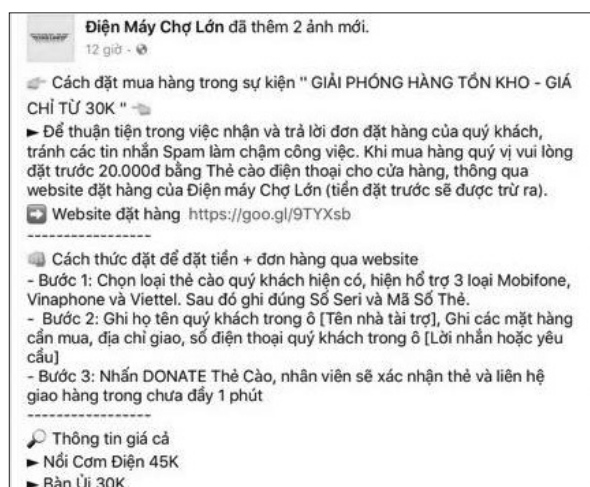 Điện Máy Chợ Lớn đã thêm 2 ảnh mới.
12 giờ ·
Cách đặt mua hàng trong sự kiện " GIẢI PHÓNG HÀNG TỒN KHO - GIÁ
CHỈ TỪ 30K "
► Để thuận tiện trong việc nhận và trả lời đơn đặt hàng của quý khách,
tránh các tin nhắn Spam làm chậm công việc. Khi mua hàng quý vị vui lòng
đặt trước 20.000đ bằng Thẻ cào điện thoại cho cửa hàng, thông qua
website đặt hàng của Điện máy Chợ Lớn (tiền đặt trước sẽ được trừ ra).
➡ Website đặt hàng https://goo.gl/9TYXsb
-----------------
Cách thức đặt để đặt tiền + đơn hàng qua website
- Bước 1: Chọn loại thẻ cào quý khách hiện có, hiện hổ trợ 3 loại Mobifone,
Vinaphone và Viettel. Sau đó ghi đúng Số Seri và Mã Số Thẻ.
- Bước 2: Ghi họ tên quý khách trong ô [Tên nhà tài trợ], Ghi các mặt hàng
cần mua, địa chỉ giao, số điện thoại quý khách trong ô [Lời nhắn hoặc yêu
cầu]
- Bước 3: Nhấn DONATE Thẻ Cào, nhân viên sẽ xác nhận thẻ và liên hệ
giao hàng trong chưa đầy 1 phút
-----------------
Thông tin giá cả
► Nồi Cơm Điện 45K
► Bàn Ủi 30K.